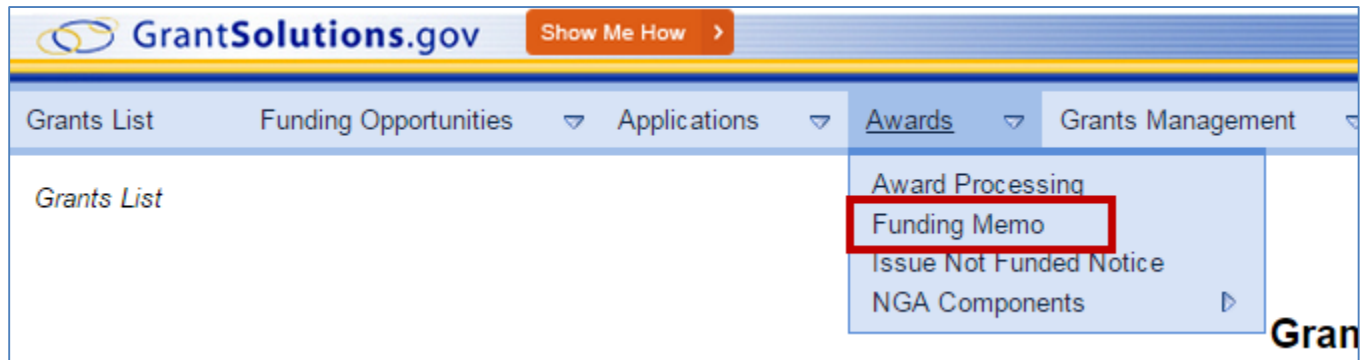 GrantSolutions.gov Show Me How >
Grants List Funding Opportunities Applications Awards Grants Management
Grants List
Award Processing
Funding Memo
Issue Not Funded Notice
NGA Components